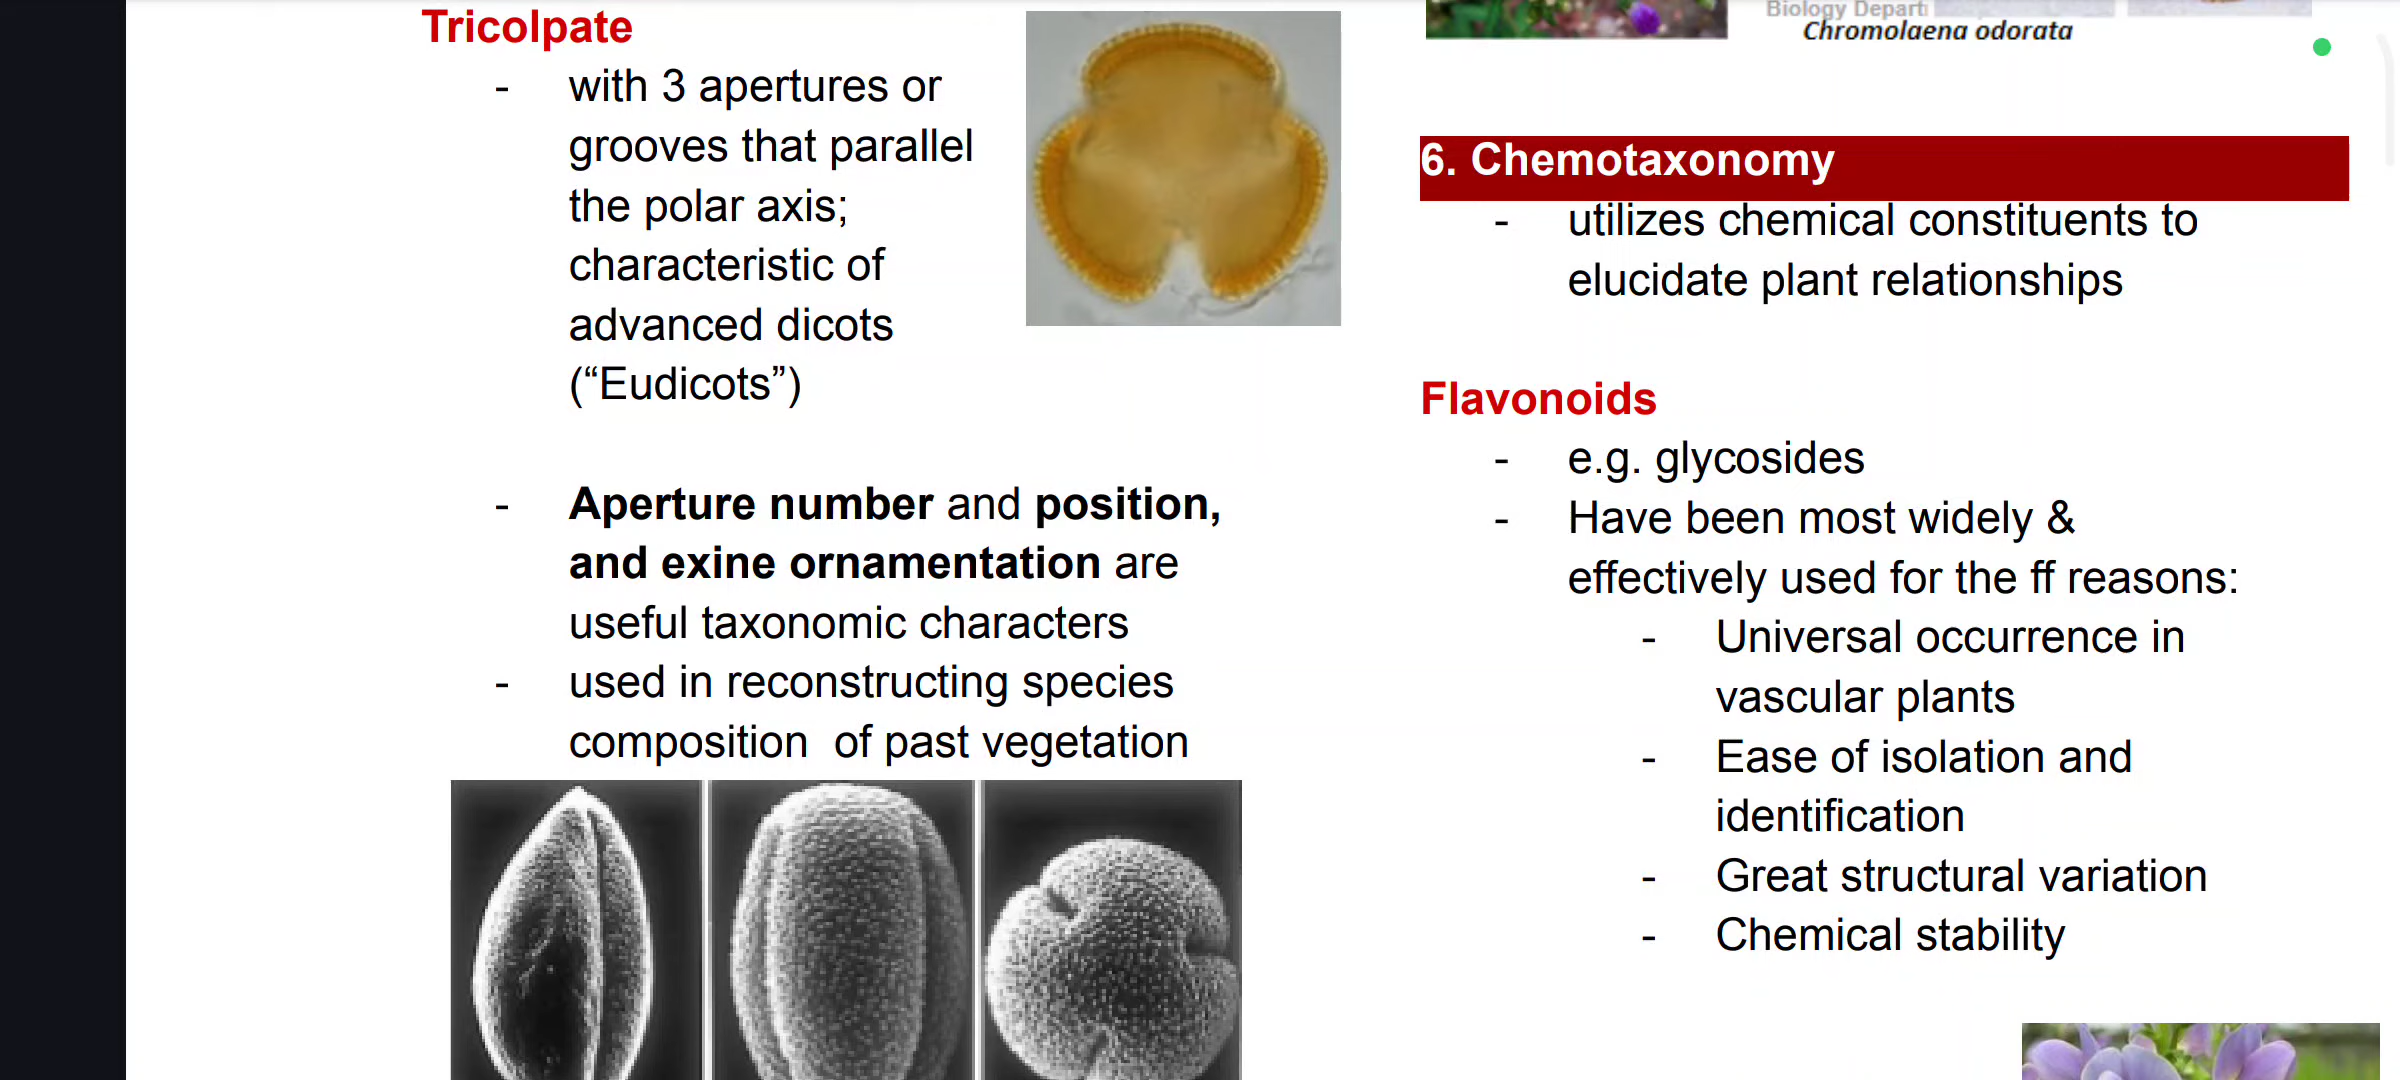 Tricolpate
- with 3 apertures or
grooves that parallel
the polar axis;
characteristic of
advanced dicots
(“Eudicots”)
- Aperture number and position,
and exine ornamentation are
useful taxonomic characters
- used in reconstructing species
composition  of past vegetation
Biology Depart
Chromolaena odorata
6. Chemotaxonomy
- utilizes chemical constituents to
elucidate plant relationships
Flavonoids
- e.g. glycosides
- Have been most widely &
effectively used for the ff reasons:
- Universal occurrence in
vascular plants
- Ease of isolation and
identification
- Great structural variation
- Chemical stability